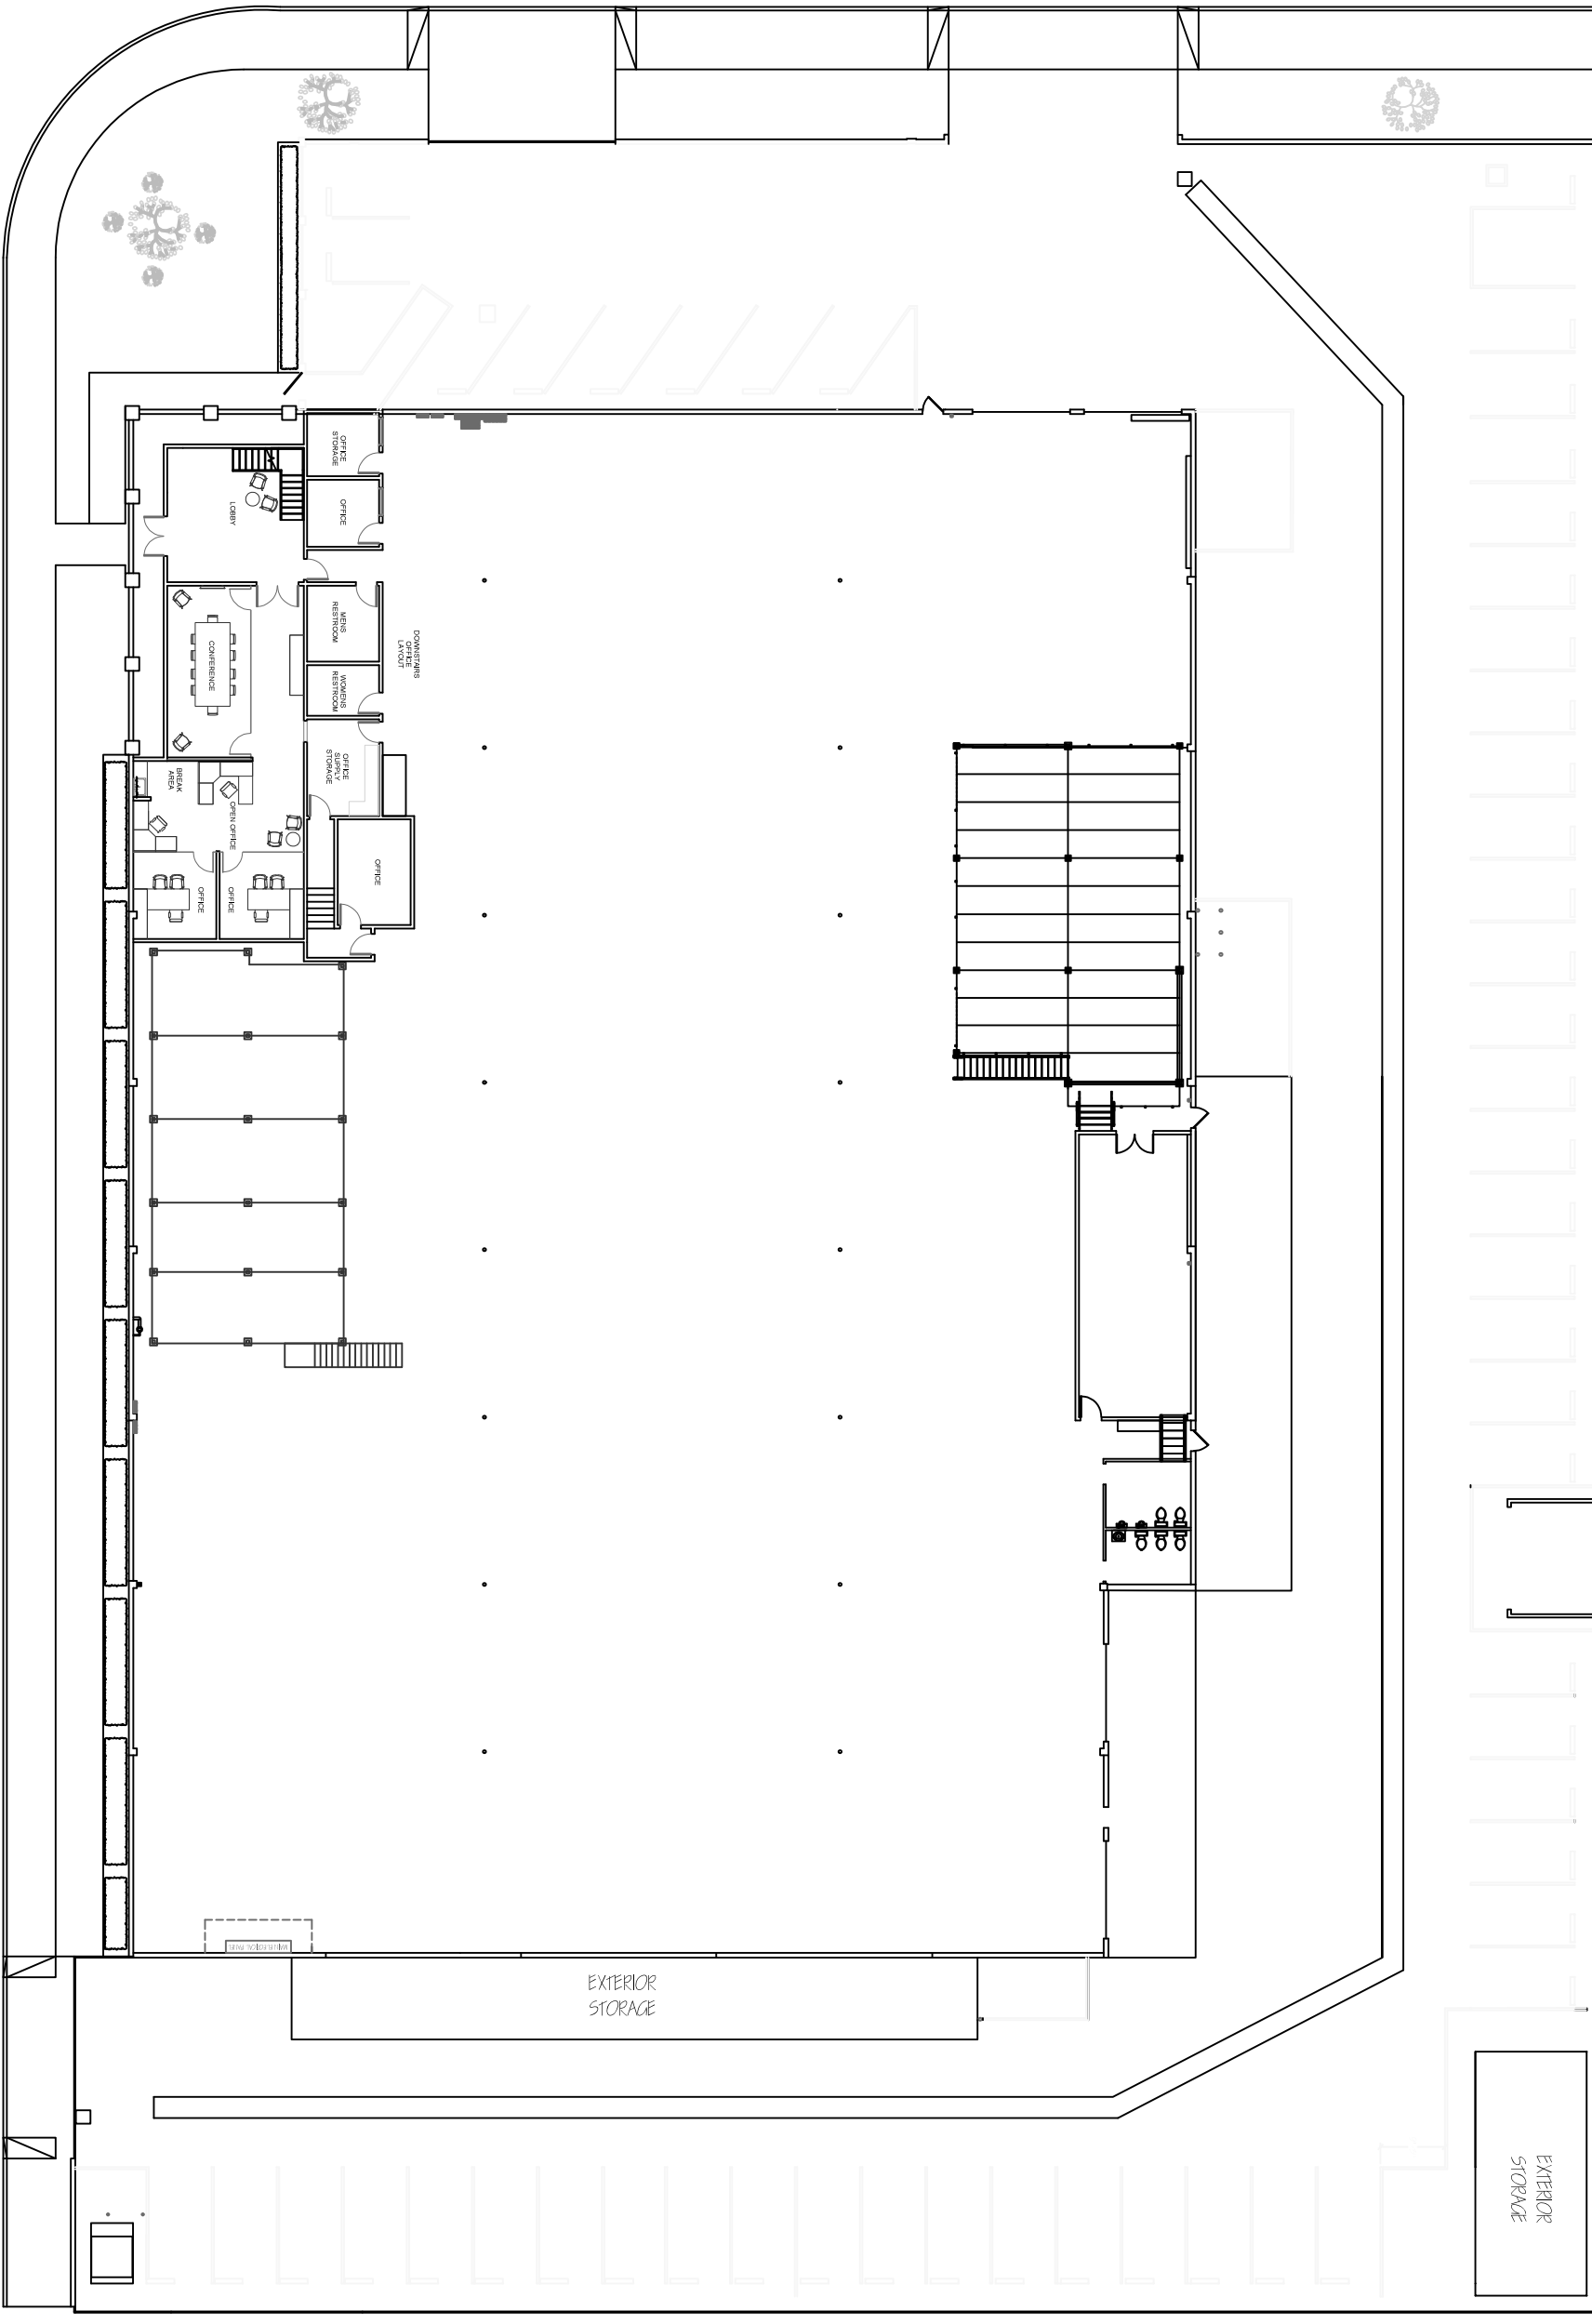 OFFICE
STORAGE
OFFICE
LOBBY
MENS
RESTROOM
DOWNSTAIRS
OFFICE
LAYOUT
CONFERENCE
WOMENS
RESTROOM
OFFICE
SUPPLY
STORAGE
BREAK
AREA
OPEN OFFICE
OFFICE
OFFICE
OFFICE
EXTERIOR
STORAGE
EXTERIOR
STORAGE